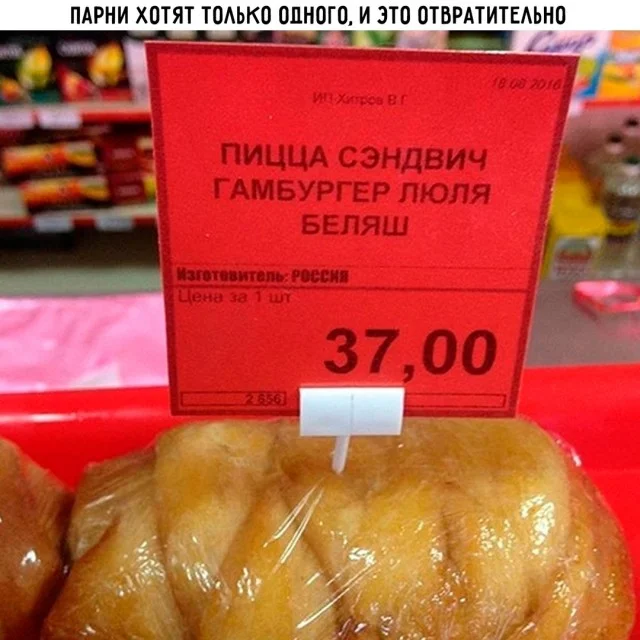 ПАРНИ ХОТЯТ ТОЛЬКО ОДНОГО, И ЭТО ОТВРАТИТЕЛЬНО
18.08.2016
ИП Хитров В Г
ПИЦЦА СЭНДВИЧ
ГАМБУРГЕР ЛЮЛЯ
БЕЛЯШ
Изготовитель: РОССИЯ
Цена за 1 шт
37,00
2 656